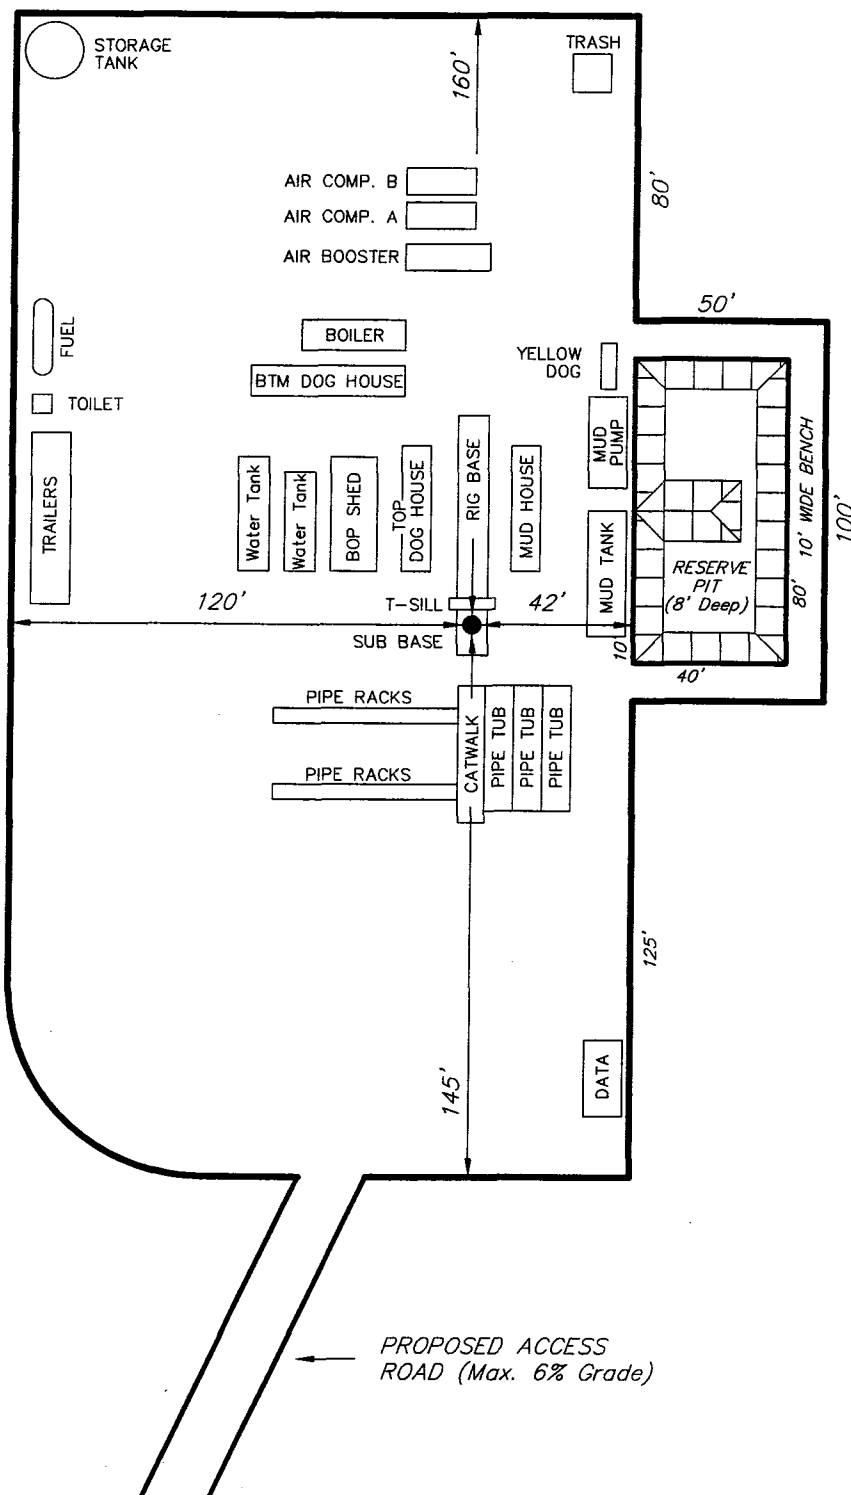 STORAGE
TANK
160'
TRASH
AIR COMP. B
AIR COMP. A
AIR BOOSTER
80'
50'
FUEL
BOILER
YELLOW
DOG
BTM DOG HOUSE
TOILET
MUD
PUMP
10' WIDE BENCH
100'
TRAILERS
Water Tank
Water Tank
BOP SHED
TOP
DOG HOUSE
RIG BASE
MUD HOUSE
MUD TANK
RESERVE
PIT
(8' Deep)
80'
120'
T-SILL
42'
SUB BASE
10'
40'
PIPE RACKS
CATWALK
PIPE TUB
PIPE TUB
PIPE TUB
PIPE RACKS
125'
145'
DATA
PROPOSED ACCESS
ROAD (Max. 6% Grade)